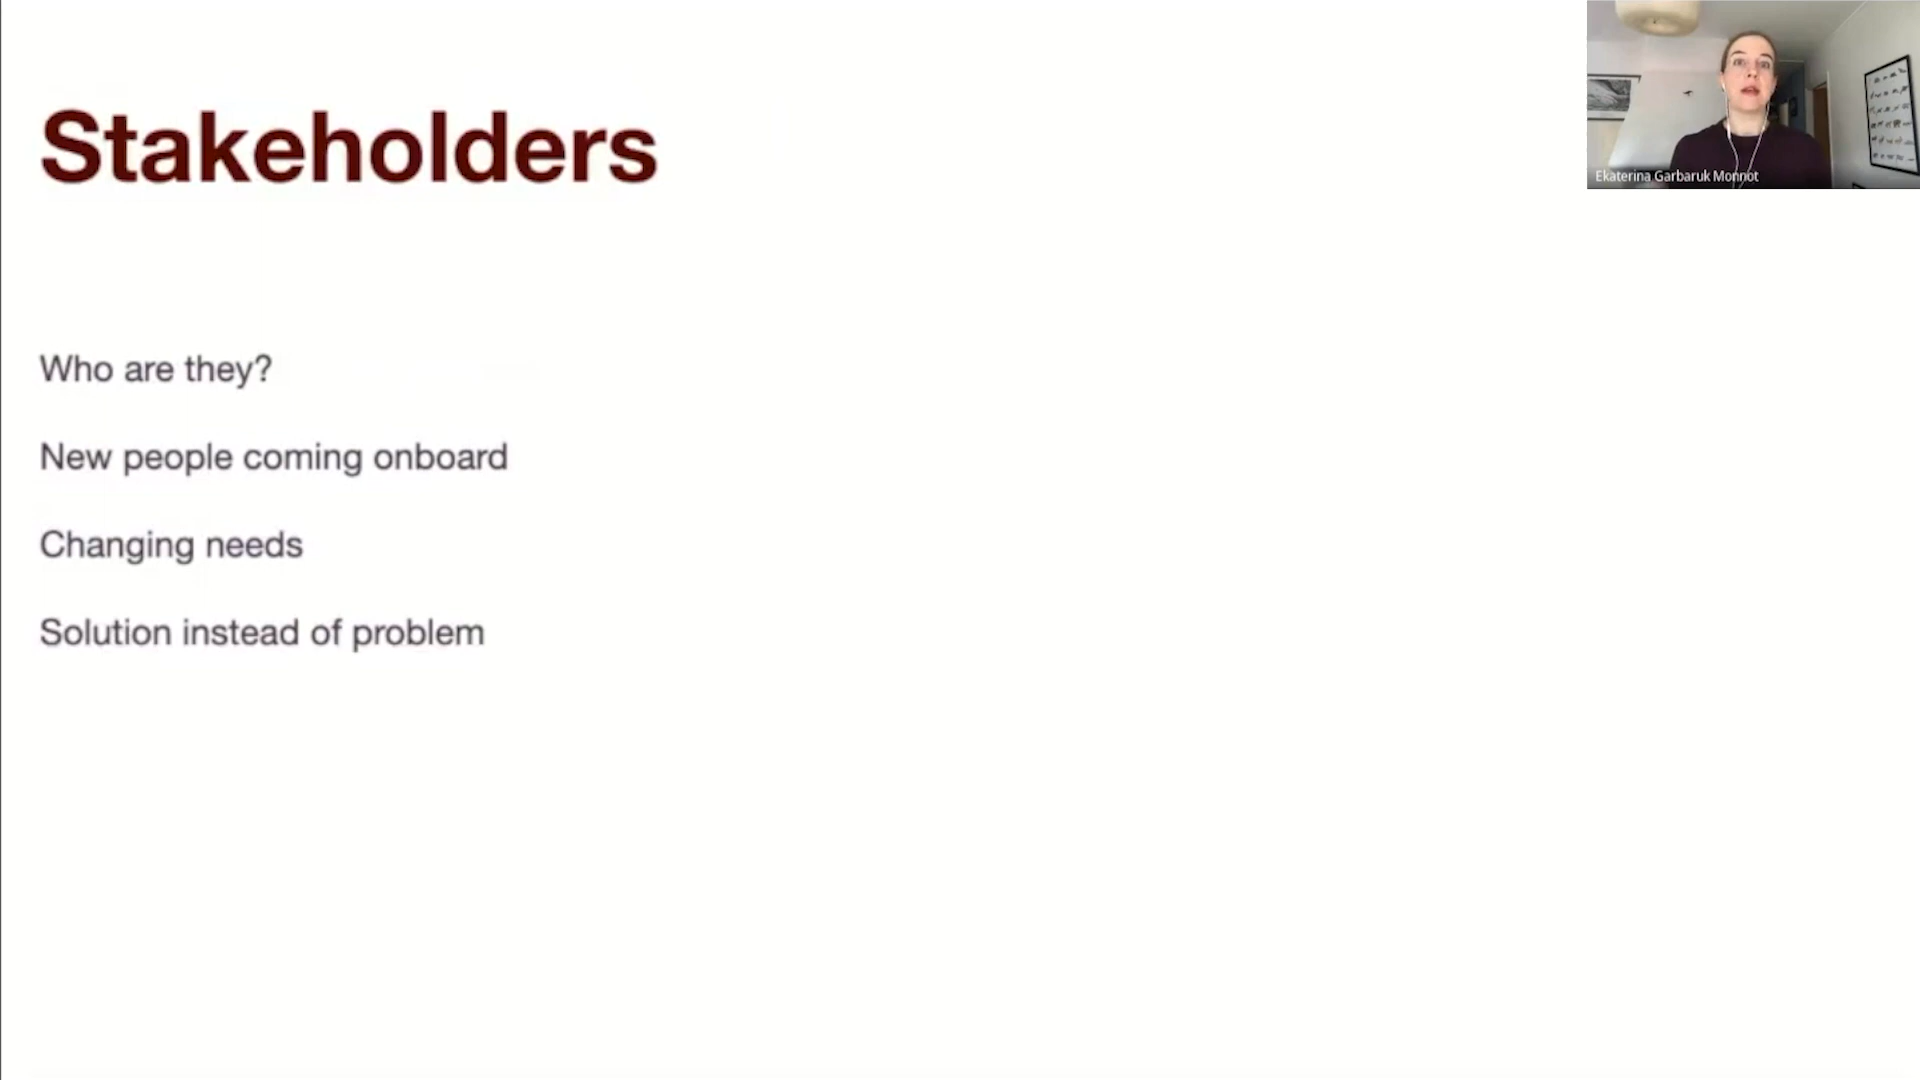 Stakeholders
Ekaterina Garbaruk Monnot
Who are they?
New people coming onboard
Changing needs
Solution instead of problem